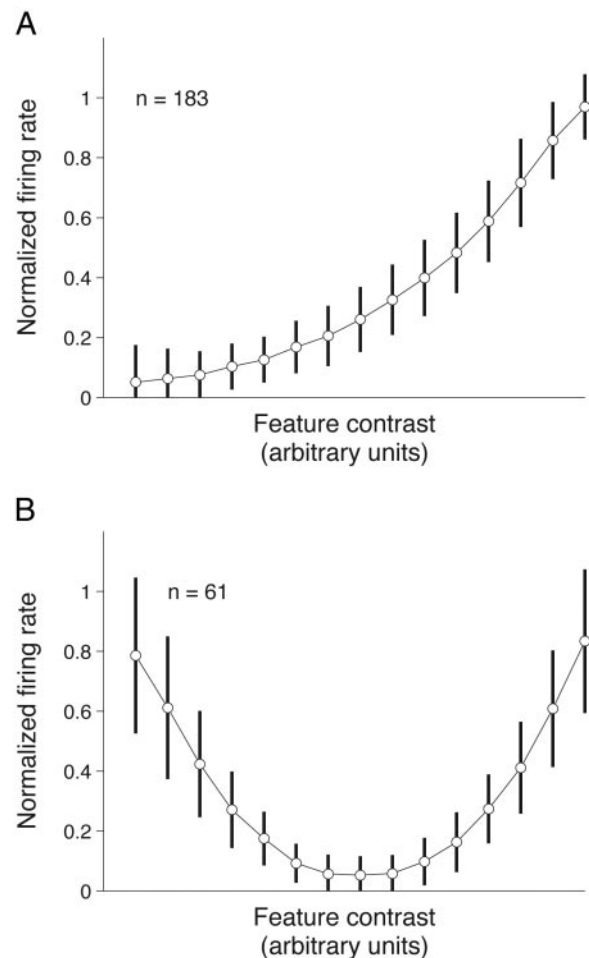 A
Normalized firing rate
1
0.8
0.6
0.4
0.2
0
n = 183
Feature contrast
(arbitrary units)
B
Normalized firing rate
1
0.8
0.6
0.4
0.2
0
n = 61
Feature contrast
(arbitrary units)